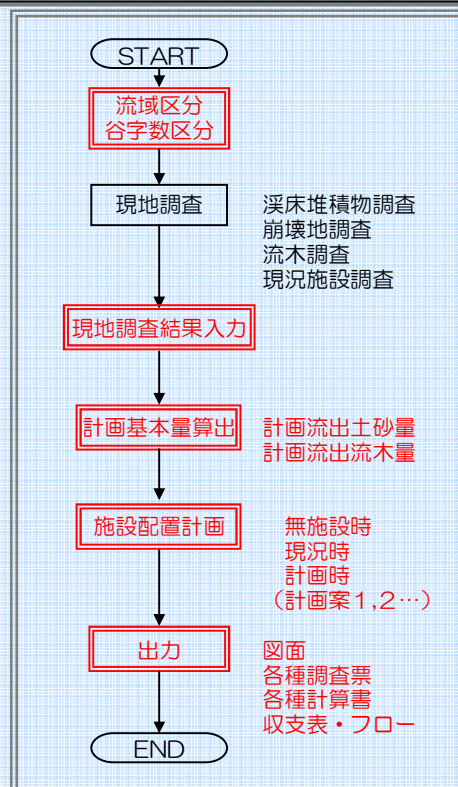 START
流域区分
谷字数区分
現地調査
渓床堆積物調査
崩壊地調査
流木調査
現況施設調査
現地調査結果入力
計画基本量算出
計画流出土砂量
計画流出流木量
施設配置計画
無施設時
現況時
計画時
（計画案１,２…）
出力
図面
各種調査票
各種計算書
収支表・フロー
END